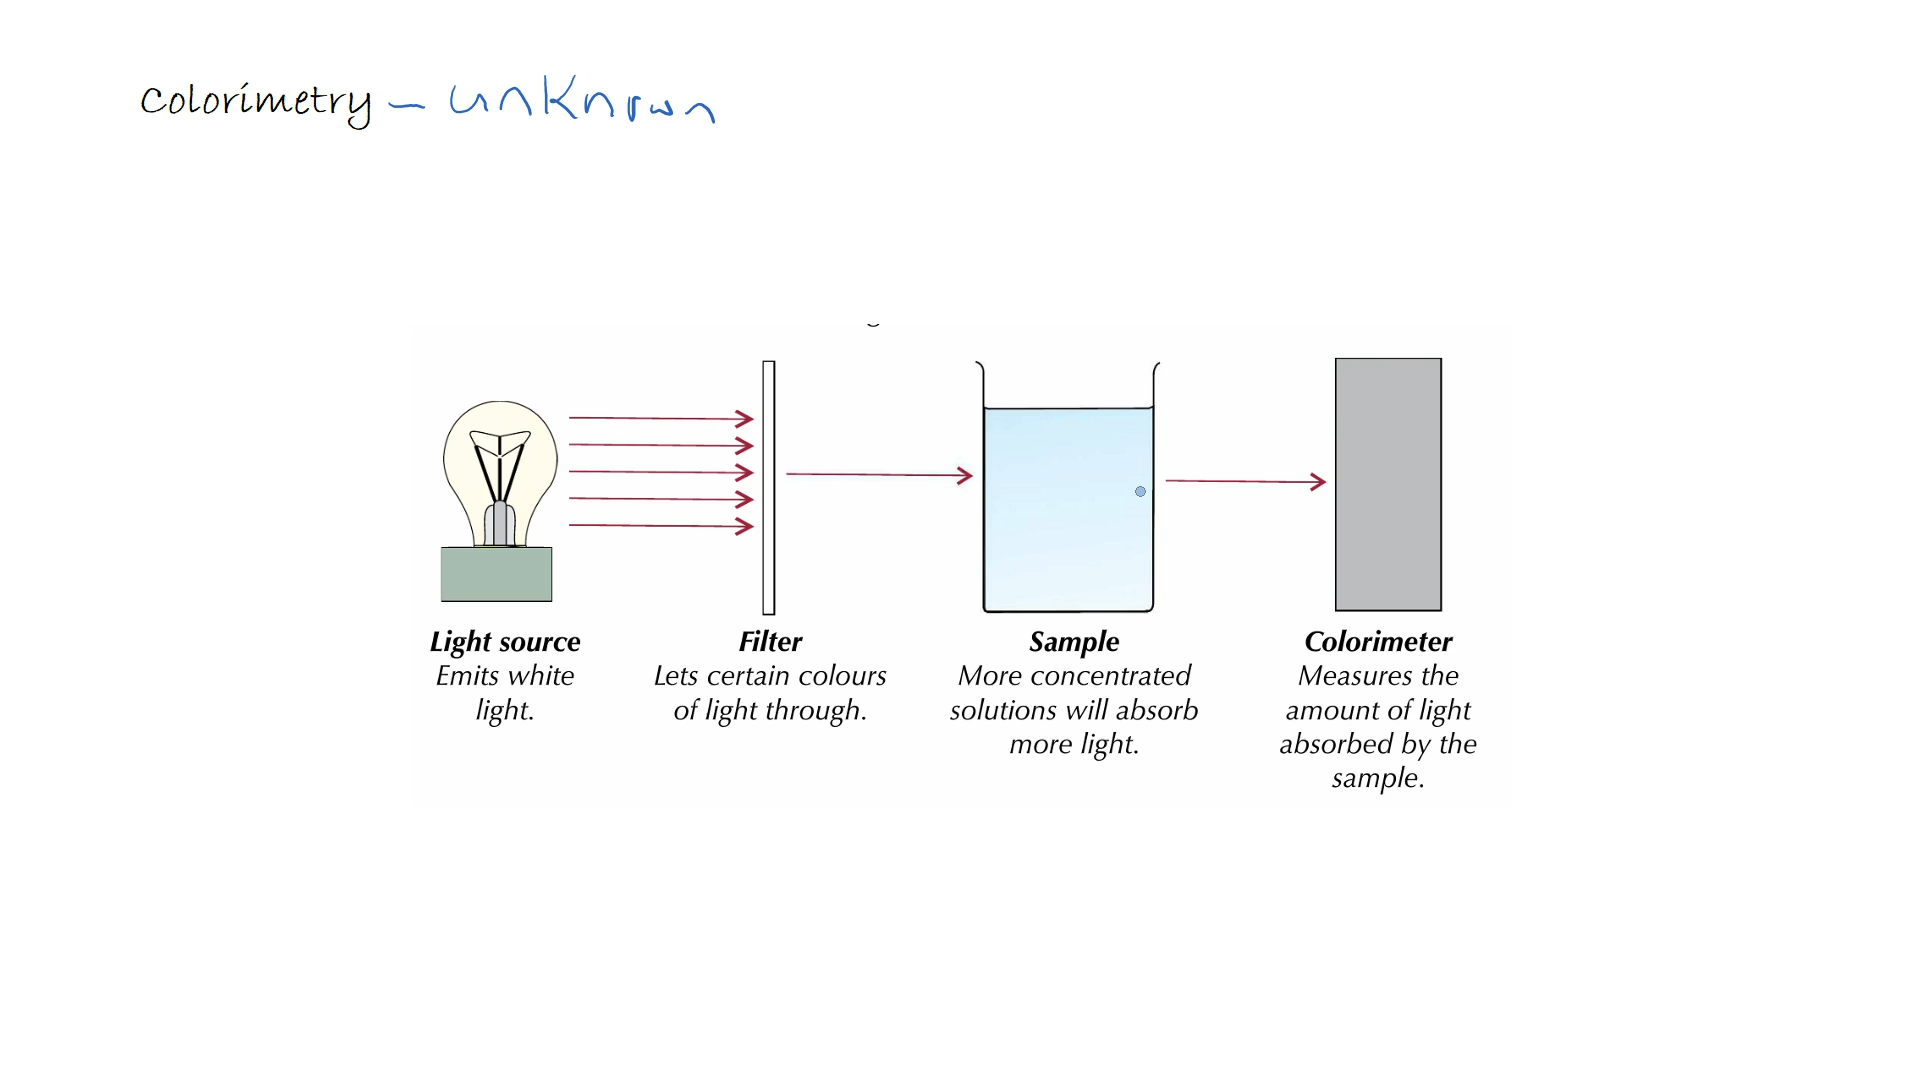 Colorimetry – unknown
Light source
Emits white
light.
Filter
Lets certain colours
of light through.
Sample
More concentrated
solutions will absorb
more light.
Colorimeter
Measures the
amount of light
absorbed by the
sample.